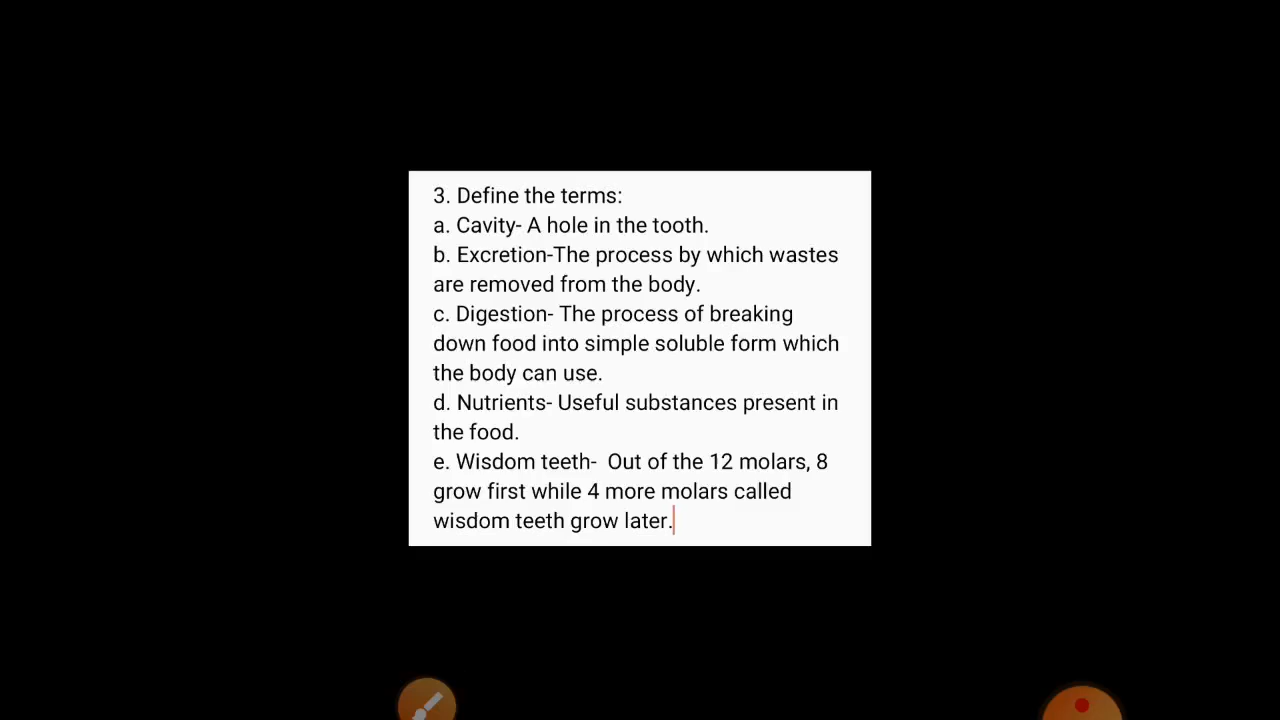 3. Define the terms:
a. Cavity- A hole in the tooth.
b. Excretion-The process by which wastes
are removed from the body.
c. Digestion- The process of breaking
down food into simple soluble form which
the body can use.
d. Nutrients- Useful substances present in
the food.
e. Wisdom teeth-  Out of the 12 molars, 8
grow first while 4 more molars called
wisdom teeth grow later.